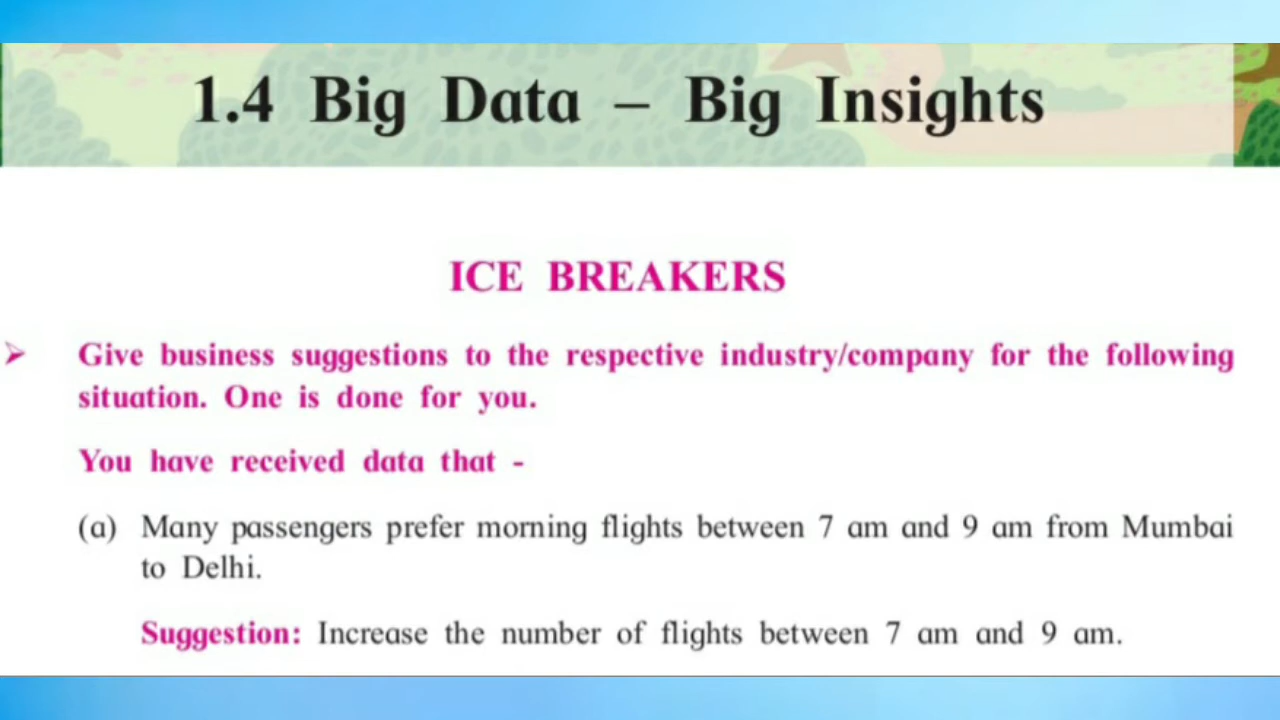 1.4 Big Data – Big Insights
ICE BREAKERS
➢ Give business suggestions to the respective industry/company for the following
situation. One is done for you.
You have received data that -
(a) Many passengers prefer morning flights between 7 am and 9 am from Mumbai
to Delhi.
Suggestion: Increase the number of flights between 7 am and 9 am.